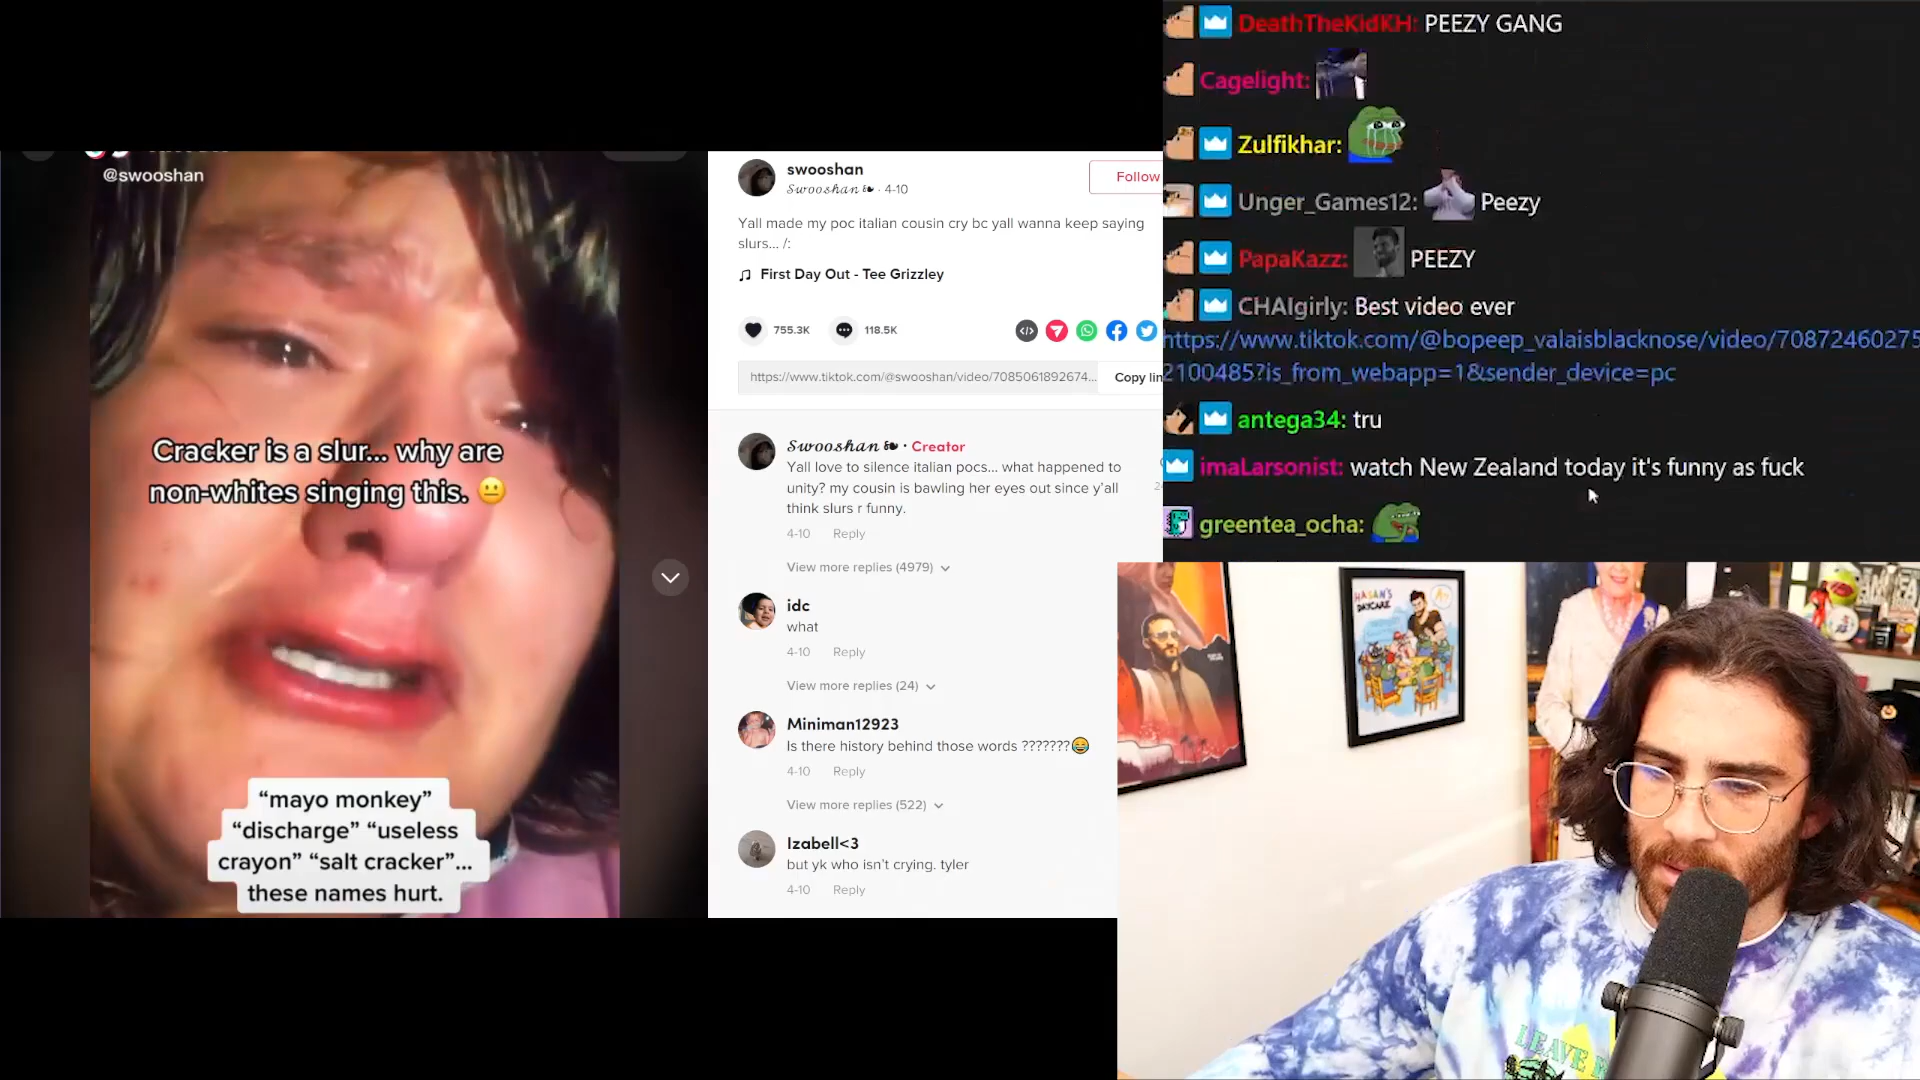 @swooshan
Cracker is a slur... why are
non-whites singing this. 😐
“mayo monkey”
“discharge” “useless
crayon” “salt cracker”...
these names hurt.
swooshan
Swooshan ❧ · 4-10
Follow
Yall made my poc italian cousin cry bc yall wanna keep saying
slurs... /:
♫ First Day Out - Tee Grizzley
755.3K
118.5K
https://www.tiktok.com/@swooshan/video/7085061892674...
Copy lin
Swooshan ❧ · Creator
Yall love to silence italian pocs... what happened to
unity? my cousin is bawling her eyes out since y’all
think slurs r funny.
4-10 Reply
View more replies (4979)
idc
what
4-10 Reply
View more replies (24)
Miniman12923
Is there history behind those words ???????😂
4-10 Reply
View more replies (522)
Izabell<3
but yk who isn’t crying. tyler
4-10 Reply
DeathTheKidKH: PEEZY GANG
Cagelight:
Zulfikhar:
Unger_Games12: Peezy
PapaKazz: PEEZY
CHAIgirly: Best video ever
https://www.tiktok.com/@bopeep_valaisblacknose/video/70872460275
2100485?is_from_webapp=1&sender_device=pc
antega34: tru
imaLarsonist: watch New Zealand today it's funny as fuck
greentea_ocha:
HASAN'S
DAYCARE
LEAVE